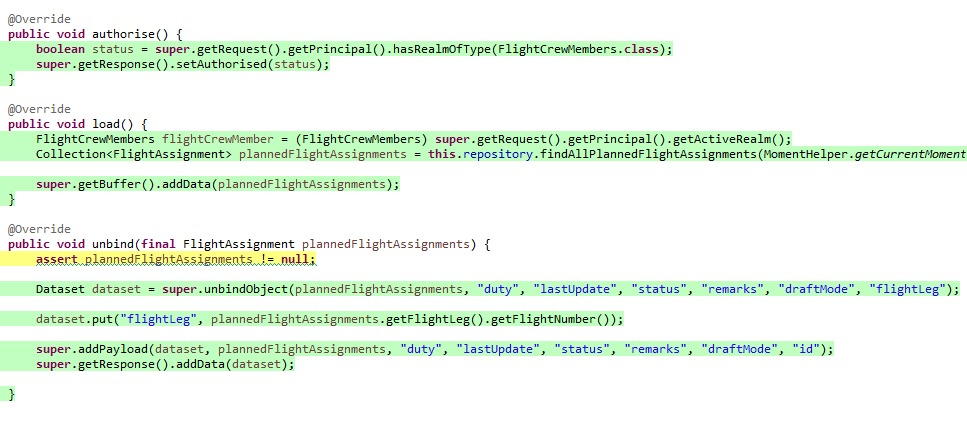 @Override
public void authorise() {
    boolean status = super.getRequest().getPrincipal().hasRealmOfType(FlightCrewMembers.class);
    super.getResponse().setAuthorised(status);
}
@Override
public void load() {
    FlightCrewMembers flightCrewMember = (FlightCrewMembers) super.getRequest().getPrincipal().getActiveRealm();
    Collection<FlightAssignment> plannedFlightAssignments = this.repository.findAllPlannedFlightAssignments(MomentHelper.getCurrentMoment
    super.getBuffer().addData(plannedFlightAssignments);
}
@Override
public void unbind(final FlightAssignment plannedFlightAssignments) {
    assert plannedFlightAssignments != null;
    Dataset dataset = super.unbindObject(plannedFlightAssignments, "duty", "lastUpdate", "status", "remarks", "draftMode", "flightLeg");
    dataset.put("flightLeg", plannedFlightAssignments.getFlightLeg().getFlightNumber());
    super.addPayload(dataset, plannedFlightAssignments, "duty", "lastUpdate", "status", "remarks", "draftMode", "id");
    super.getResponse().addData(dataset);
}